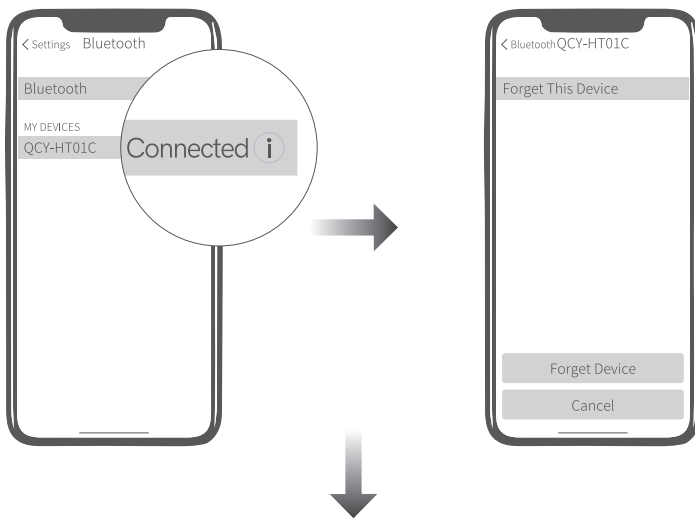 Settings Bluetooth
Bluetooth
MY DEVICES
QCY-HT01C
Connected i
Bluetooth QCY-HT01C
Forget This Device
Forget Device
Cancel